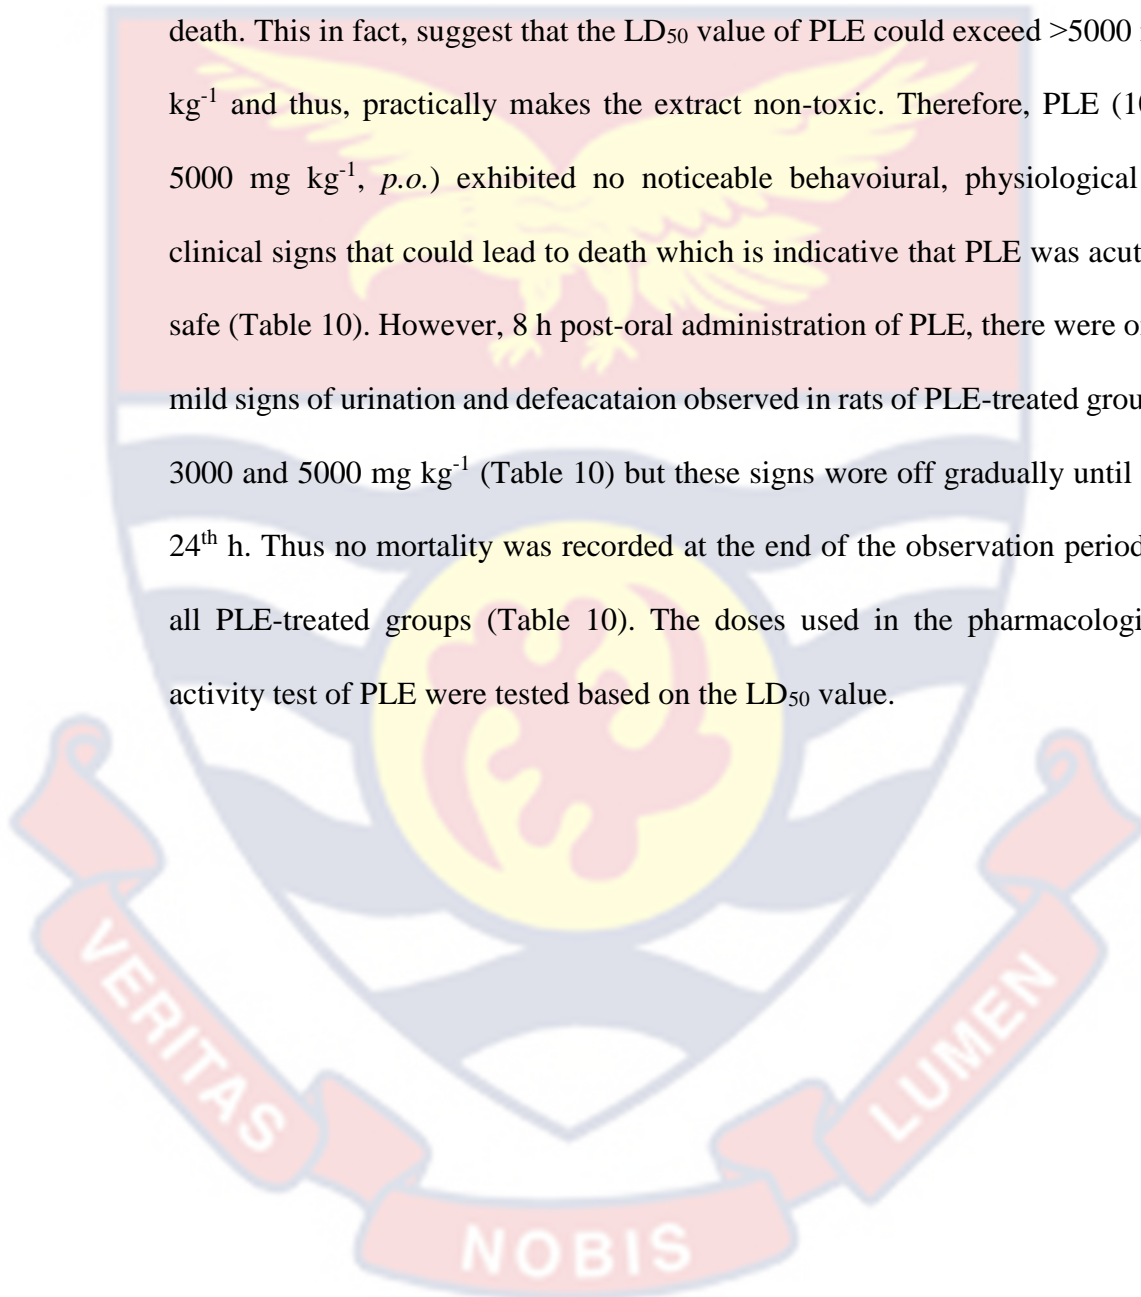 death. This in fact, suggest that the LD₅₀ value of PLE could exceed >5000
kg⁻¹ and thus, practically makes the extract non-toxic. Therefore, PLE
5000 mg kg⁻¹, p.o.) exhibited no noticeable behavoiural, physiological
clinical signs that could lead to death which is indicative that PLE was
safe (Table 10). However, 8 h post-oral administration of PLE, there were
mild signs of urination and defeacataion observed in rats of PLE-treated
3000 and 5000 mg kg⁻¹ (Table 10) but these signs wore off gradually until
24ᵗʰ h. Thus no mortality was recorded at the end of the observation period
all PLE-treated groups (Table 10). The doses used in the
activity test of PLE were tested based on the LD₅₀ value.
VERITAS
NOBIS
LUMEN